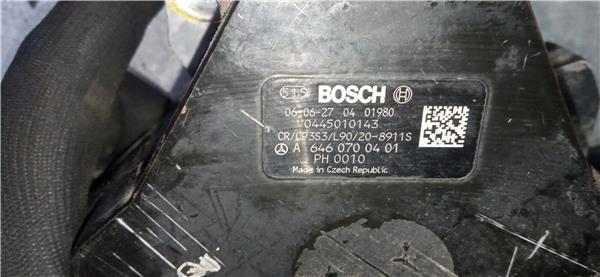 515 BOSCH
06-06-27 04 01980
0445010143
CR/CP3S3/L90/20-8911S
A 646 070 04 01
PH 0010
Made in Czech Republic